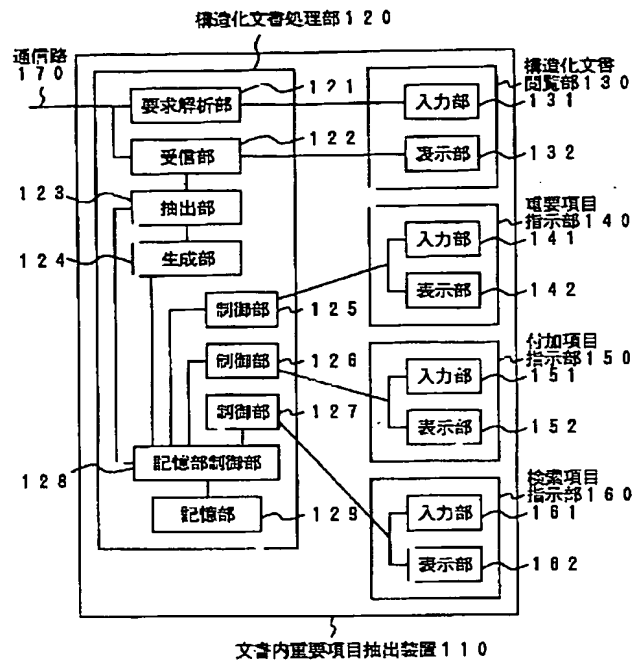 構造化文書処理部１２０
通信路
１７０
構造化文書
閲覧部１３０
要求解析部
１２１
入力部
１３１
受信部
１２２
表示部
１３２
１２３
抽出部
重要項目
指示部１４０
１２４
生成部
入力部
１４１
表示部
１４２
制御部
１２５
付加項目
指示部１５０
制御部
１２６
入力部
１５１
制御部
１２７
表示部
１５２
１２８
記憶部制御部
検索項目
指示部１６０
記憶部
１２９
入力部
１６１
表示部
１６２
文書内重要項目抽出装置１１０